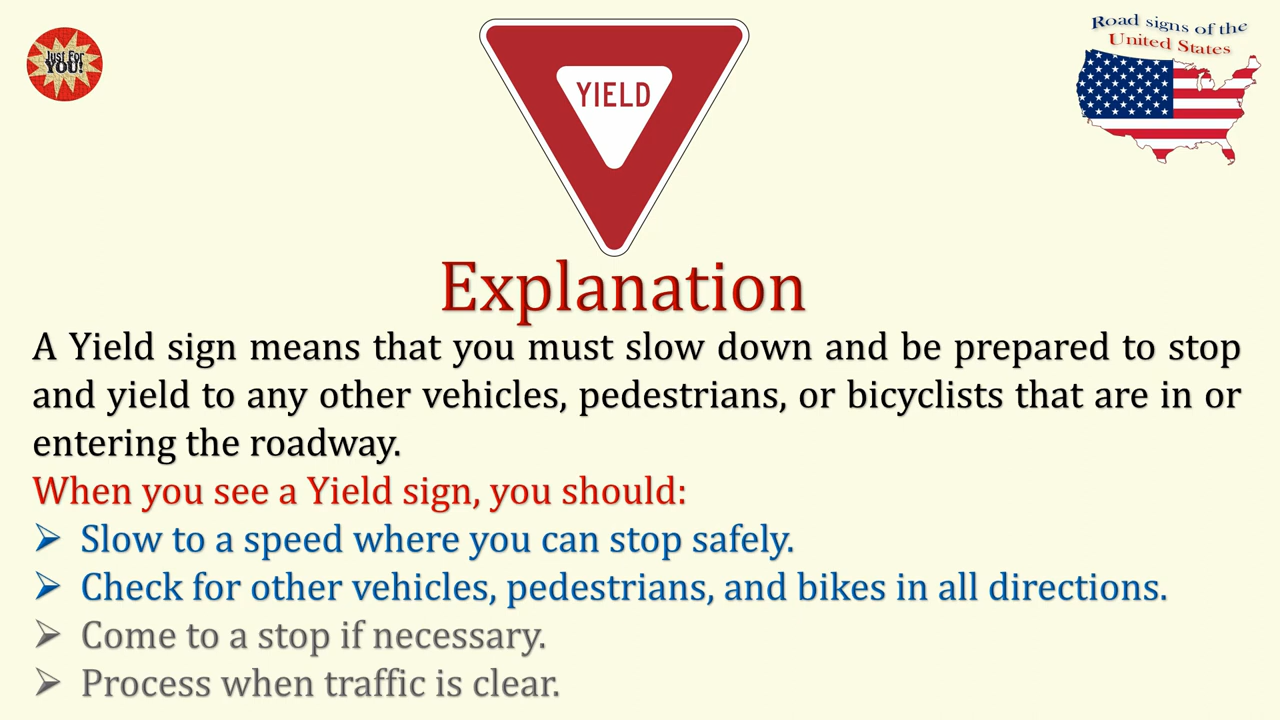 Just For
YOU!
YIELD
Road signs of the
United States
Explanation
A Yield sign means that you must slow down and be prepared to stop
and yield to any other vehicles, pedestrians, or bicyclists that are in or
entering the roadway.
When you see a Yield sign, you should:
Slow to a speed where you can stop safely.
Check for other vehicles, pedestrians, and bikes in all directions.
Come to a stop if necessary.
Process when traffic is clear.